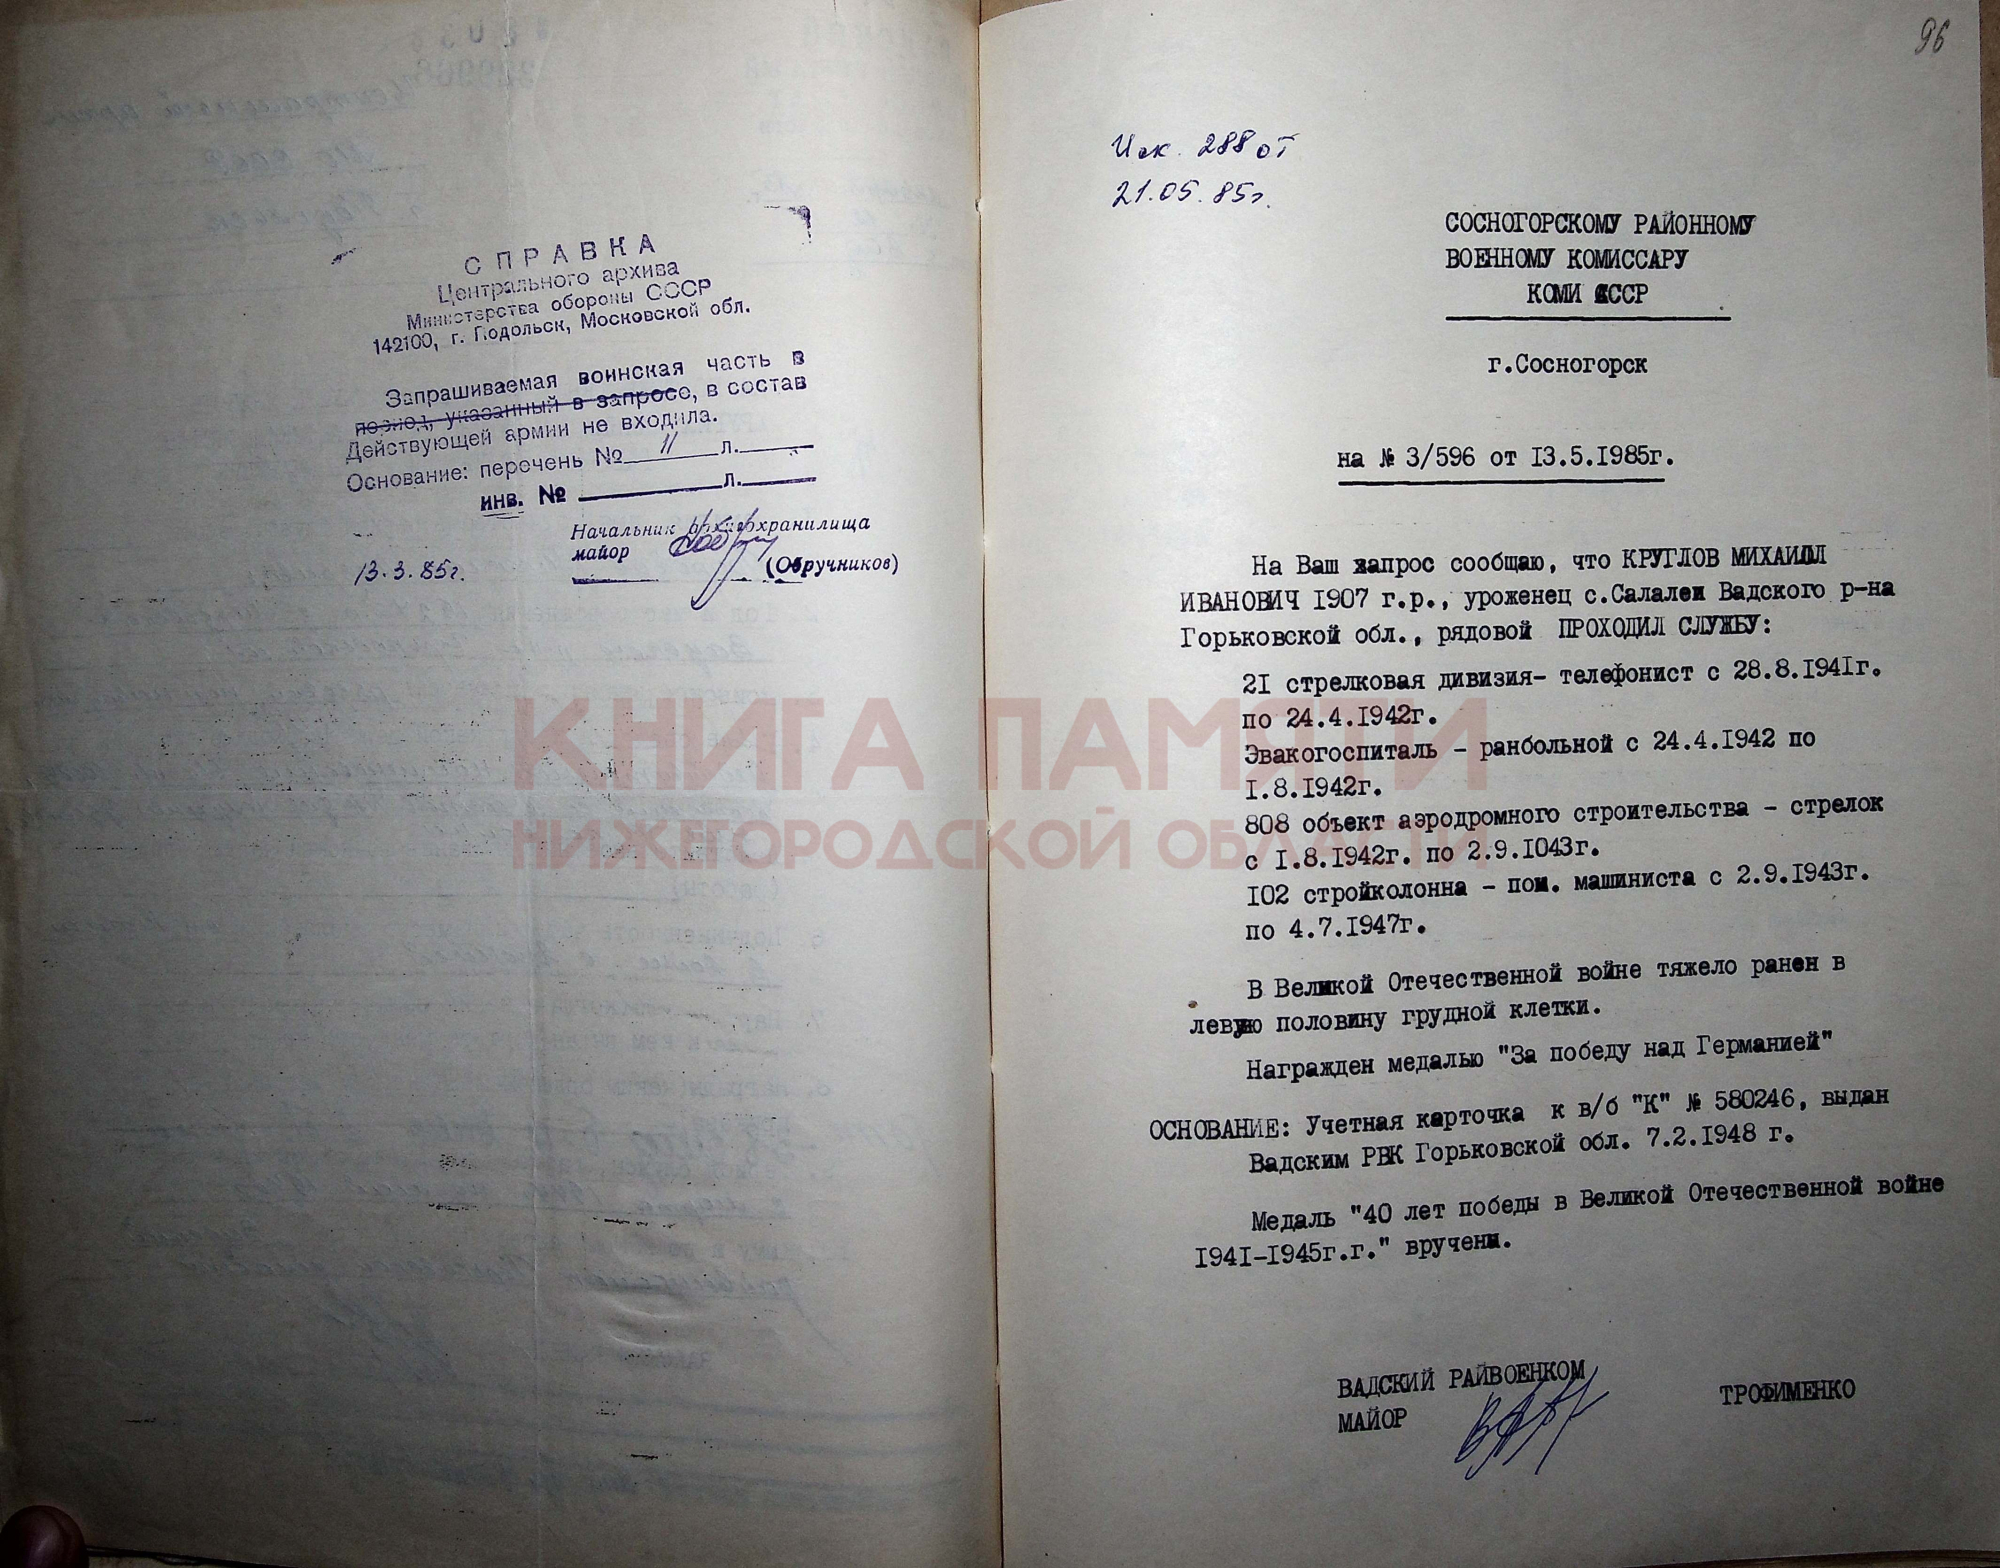 СПРАВКА
Центрального архива
Министерства обороны СССР
142100, г. Подольск, Московской обл.
Запрашиваемая воинская часть в
период, указанный в запросе, в состав
Действующей армии не входила.
Основание: перечень № 11 л.
инв. № л.
Начальник архивохранилища
майор
(Обручников)
13.3.85г.
96
Исх. 288 от
21.05.85г.
СОСНОГОРСКОМУ РАЙОННОМУ
ВОЕННОМУ КОМИССАРУ
КОМИ АССР
г.Сосногорск
на № 3/596 от 13.5.1985г.
На Ваш запрос сообщаю, что КРУГЛОВ МИХАИЛ
ИВАНОВИЧ 1907 г.р., уроженец с.Салалеи Вадского р-на
Горьковской обл., рядовой ПРОХОДИЛ СЛУЖБУ:
21 стрелковая дивизия- телефонист с 28.8.1941г.
по 24.4.1942г.
Эвакогоспиталь - ранбольной с 24.4.1942 по
1.8.1942г.
808 объект аэродромного строительства - стрелок
с 1.8.1942г. по 2.9.1043г.
102 стройколонна - пом. машиниста с 2.9.1943г.
по 4.7.1947г.
В Великой Отечественной войне тяжело ранен в
левую половину грудной клетки.
Награжден медалью "За победу над Германией"
ОСНОВАНИЕ: Учетная карточка к в/б "К" № 580246, выдан
Вадским РВК Горьковской обл. 7.2.1948 г.
Медаль "40 лет победы в Великой Отечественной войне
1941-1945г.г." вручена.
ВАДСКИЙ РАЙВОЕНКОМ
МАЙОР ТРОФИМЕНКО
КНИГА ПАМЯТИ
НИЖЕГОРОДСКОЙ ОБЛАСТИ